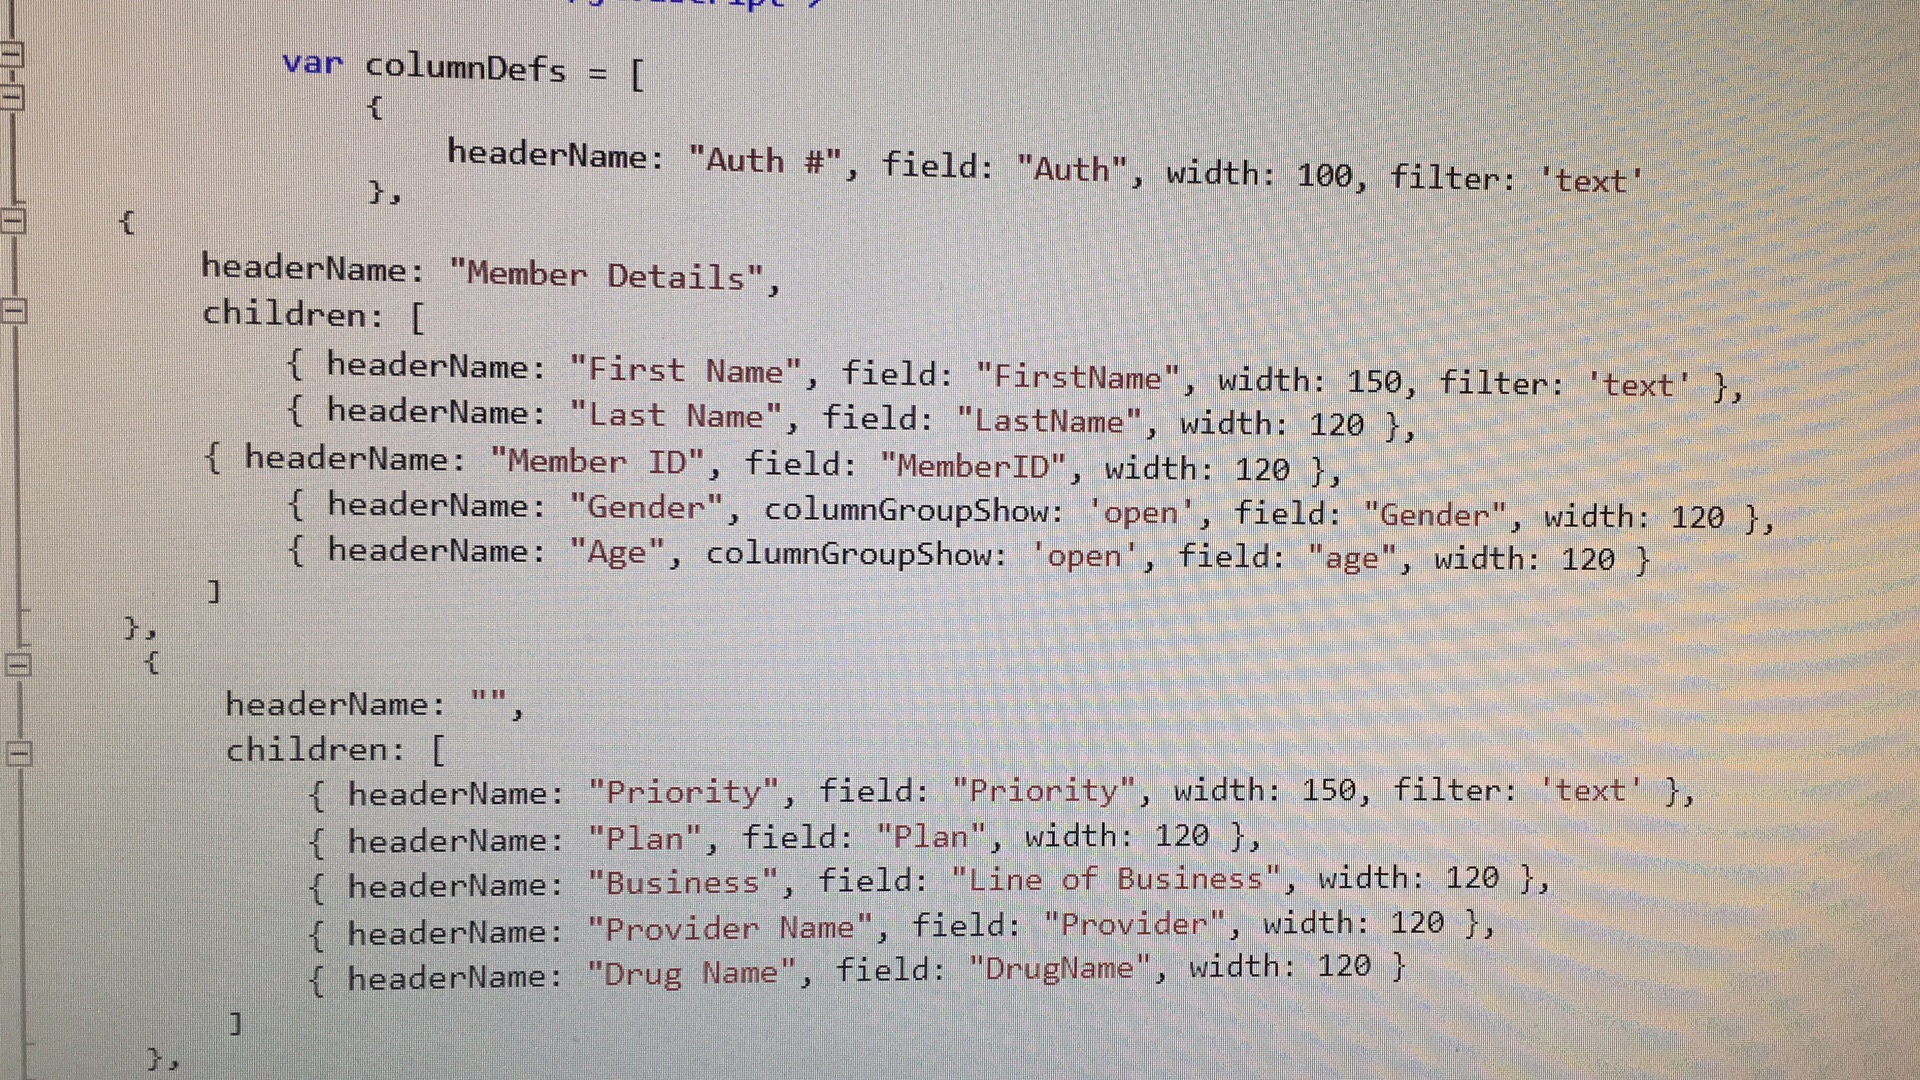 var columnDefs = [
{
headerName: "Auth #", field: "Auth", width: 100, filter: 'text'
},
{
headerName: "Member Details",
children: [
{ headerName: "First Name", field: "FirstName", width: 150, filter: 'text' },
{ headerName: "Last Name", field: "LastName", width: 120 },
{ headerName: "Member ID", field: "MemberID", width: 120 },
{ headerName: "Gender", columnGroupShow: 'open', field: "Gender", width: 120 },
{ headerName: "Age", columnGroupShow: 'open', field: "age", width: 120 }
]
},
{
headerName: "",
children: [
{ headerName: "Priority", field: "Priority", width: 150, filter: 'text' },
{ headerName: "Plan", field: "Plan", width: 120 },
{ headerName: "Business", field: "Line of Business", width: 120 },
{ headerName: "Provider Name", field: "Provider", width: 120 },
{ headerName: "Drug Name", field: "DrugName", width: 120 }
]
},